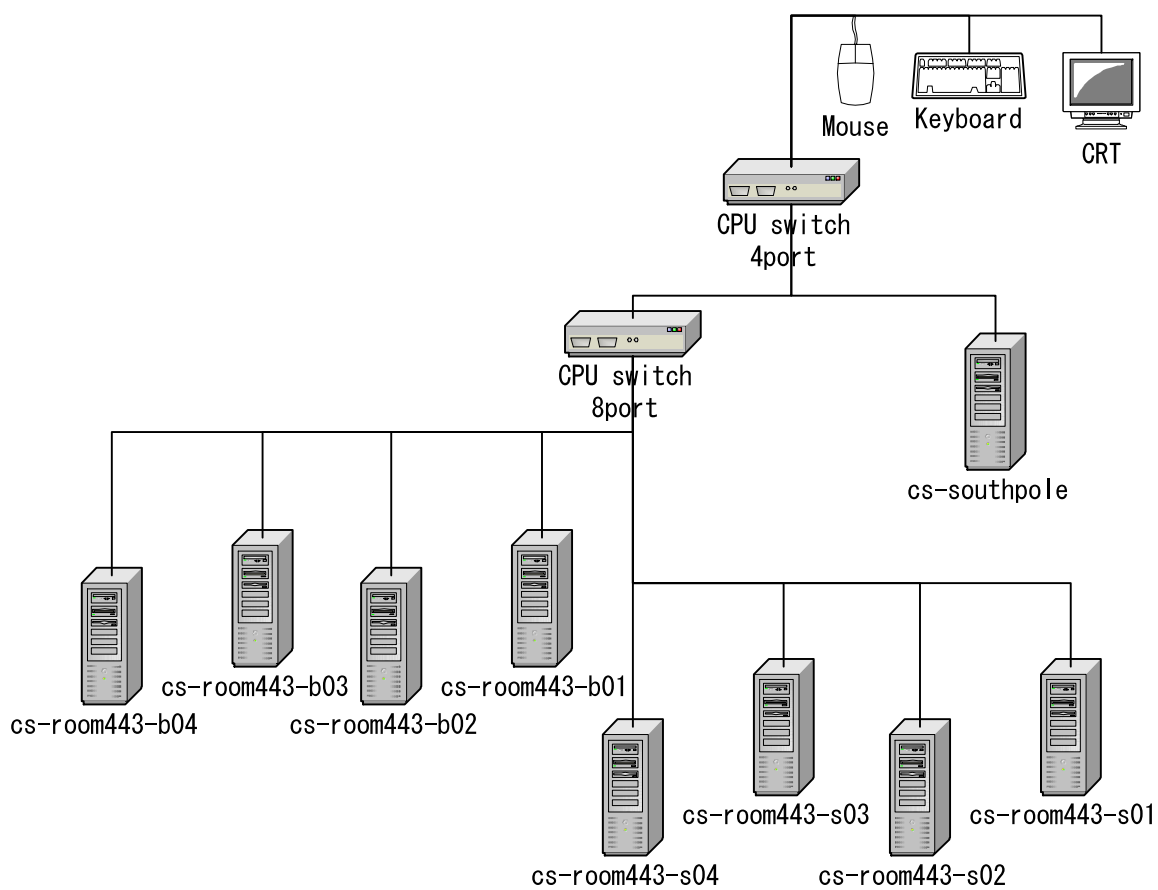 Mouse
Keyboard
CRT
CPU switch
4port
CPU switch
8port
cs-southpole
cs-room443-b04
cs-room443-b03
cs-room443-b02
cs-room443-b01
cs-room443-s04
cs-room443-s03
cs-room443-s02
cs-room443-s01